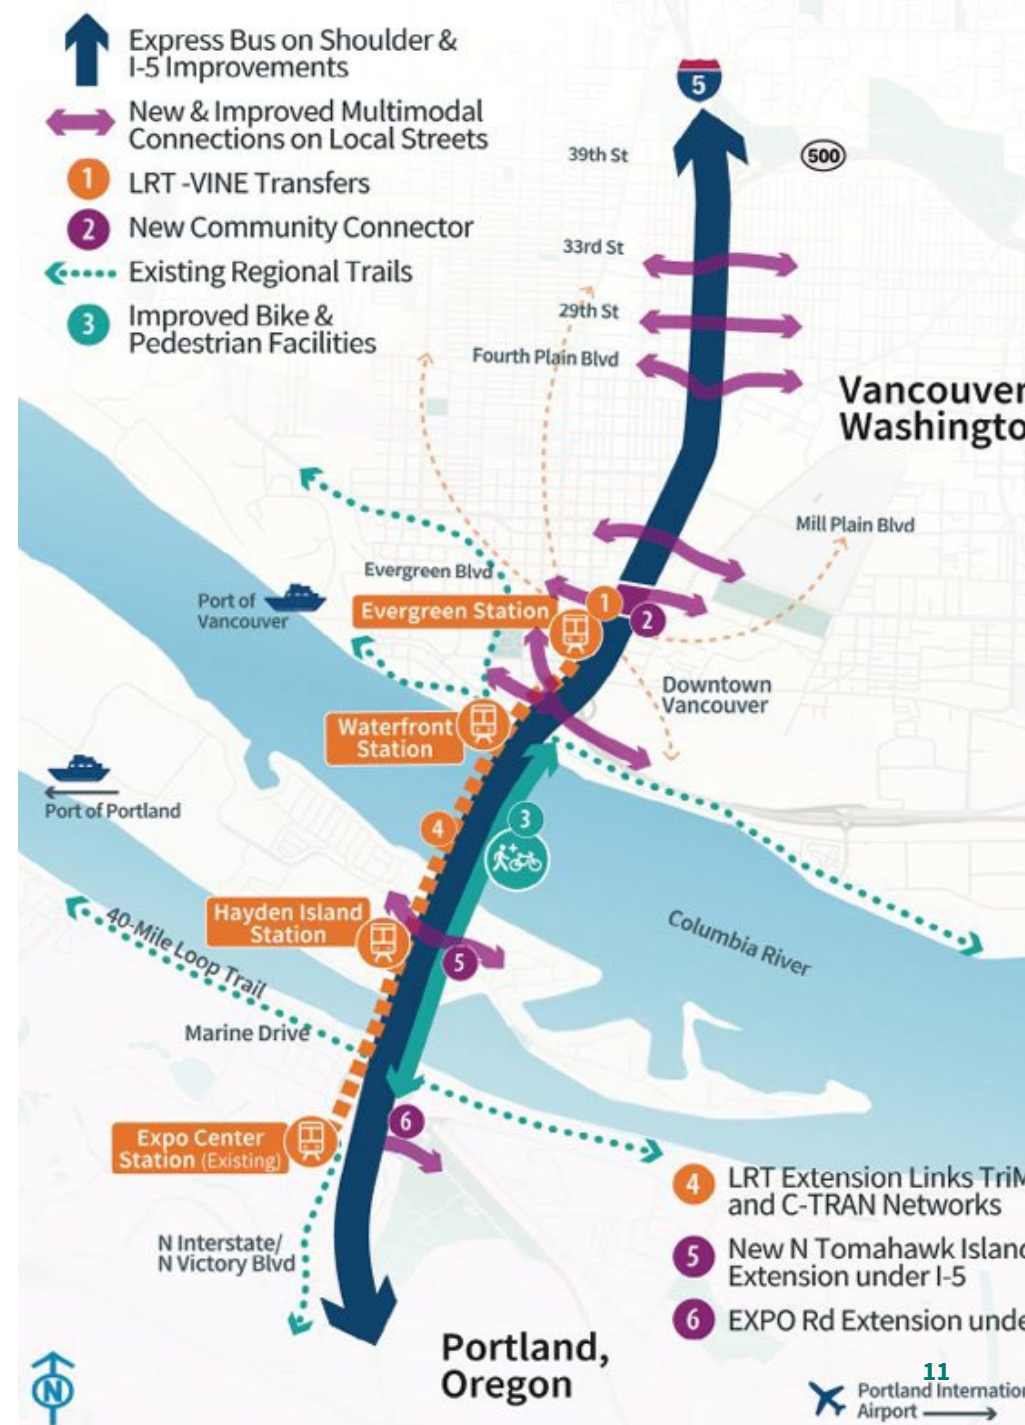 Express Bus on Shoulder &
I-5 Improvements
New & Improved Multimodal
Connections on Local Streets
1
LRT -VINE Transfers
2
New Community Connector
Existing Regional Trails
3
Improved Bike &
Pedestrian Facilities
5
39th St
500
33rd St
29th St
Fourth Plain Blvd
Vancouver
Washingto
Mill Plain Blvd
Evergreen Blvd
Port of
Vancouver
Evergreen Station
1
2
Downtown
Vancouver
Waterfront
Station
Port of Portland
4
3
Hayden Island
Station
5
Columbia River
40-Mile Loop Trail
Marine Drive
6
Expo Center
Station (Existing)
N Interstate/
N Victory Blvd
4
LRT Extension Links TriM
and C-TRAN Networks
5
New N Tomahawk Island
Extension under I-5
6
EXPO Rd Extension unde
Portland,
Oregon
N
11
Portland Internation
Airport